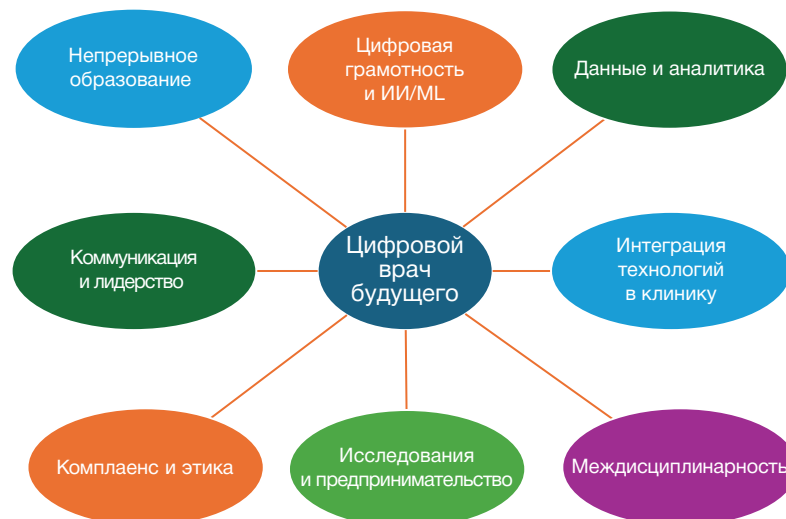 Непрерывное
образование
Цифровая
грамотность
и ИИ/ML
Данные и аналитика
Коммуникация
и лидерство
Цифровой
врач
будущего
Интеграция
технологий
в клинику
Комплаенс и этика
Исследования
и предпринимательство
Междисциплинарность